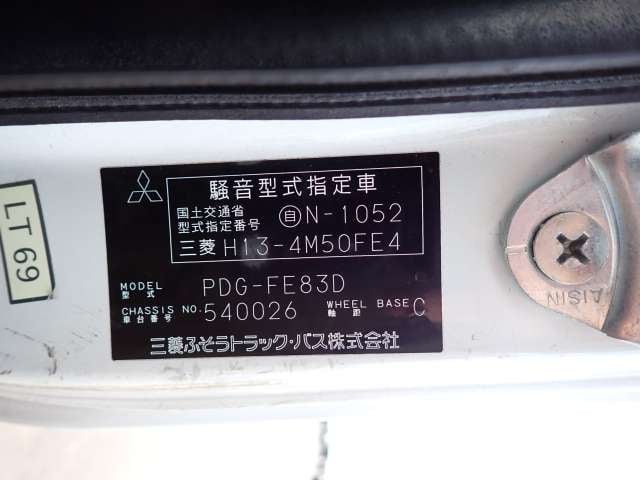 騒音型式指定車
国土交通省
型式指定番号 自N-1052
三菱 H13-4M50FE4
MODEL
型式 PDG-FE83D
CHASSIS NO.
車台番号 540026 WHEEL BASE
軸距 C
三菱ふそうトラック・バス株式会社
LT69
AISIN